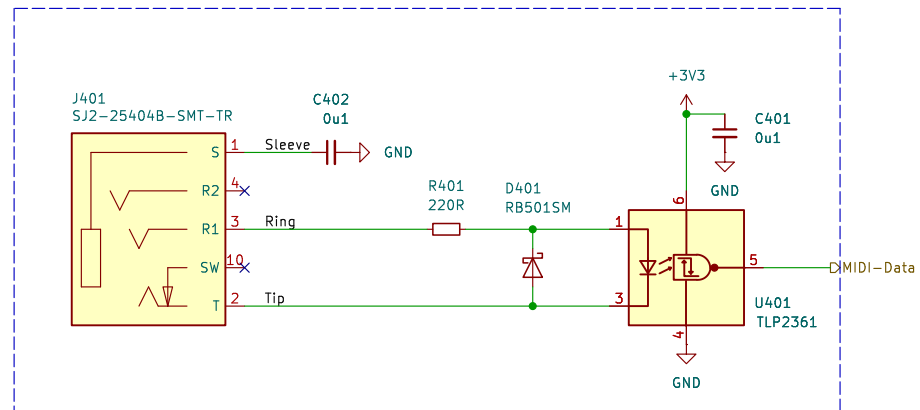 +3V3
J401
SJ2-25404B-SMT-TR
C402
0u1
C401
0u1
S
1
Sleeve
GND
R2
4
GND
R401
220R
D401
RB501SM
6
R1
3
Ring
1
SW
10
5
MIDI-Data
T
2
Tip
3
U401
TLP2361
4
GND